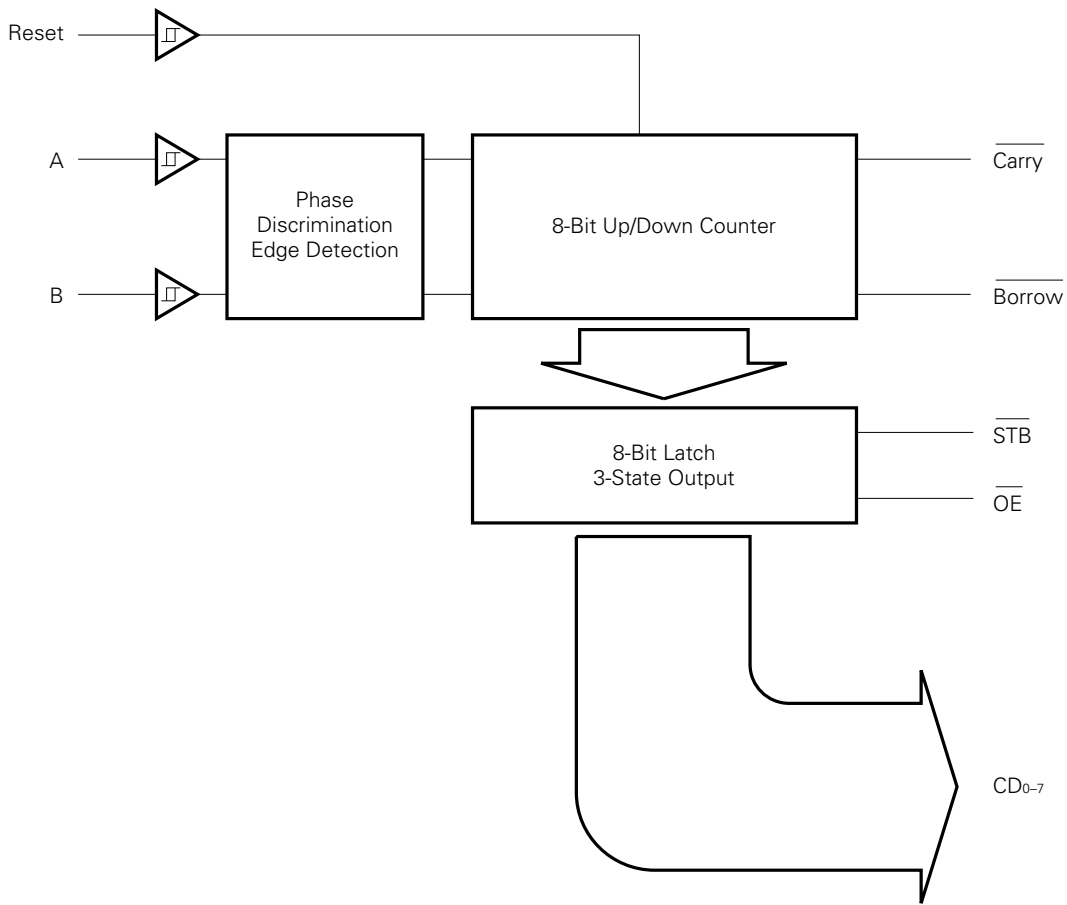 Reset
A
B
Phase
Discrimination
Edge Detection
8-Bit Up/Down Counter
Carry
Borrow
8-Bit Latch
3-State Output
STB
OE
CD0–7